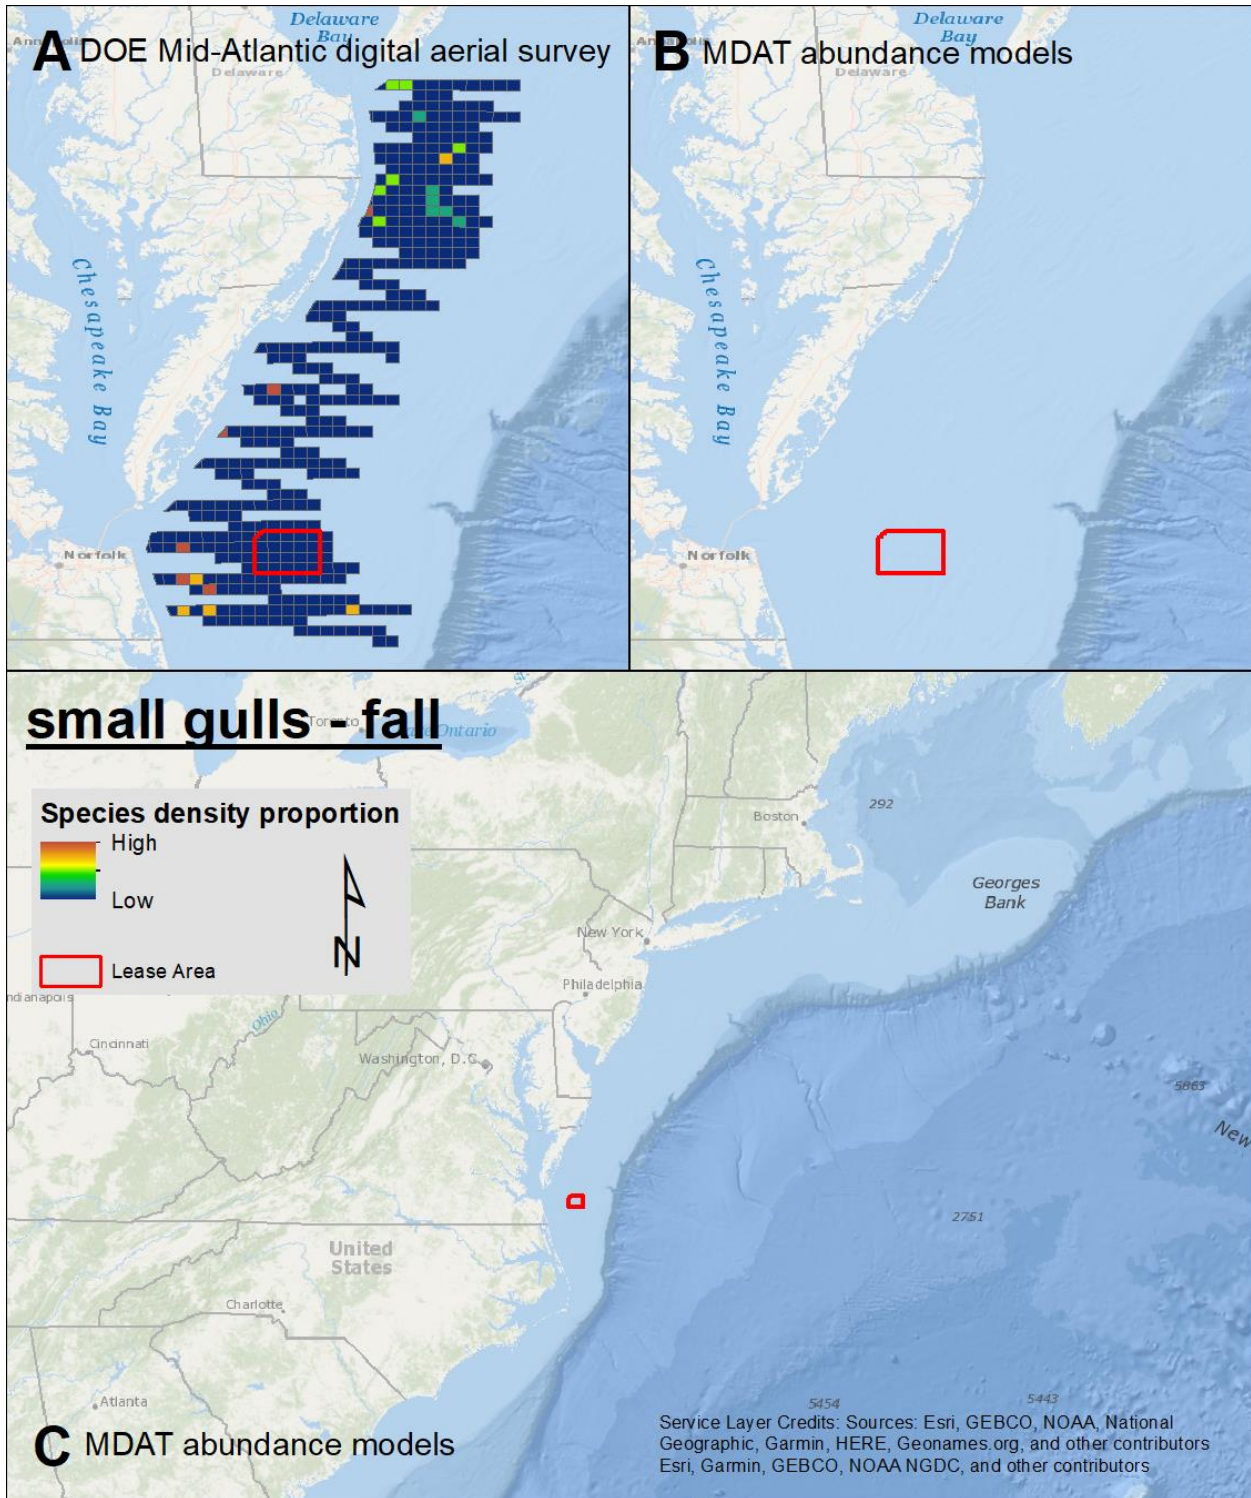 Delaware
Bay
Annapolis
A DOE Mid-Atlantic digital aerial survey
Delaware
Chesapeake Bay
Norfolk
Delaware
Bay
B MDAT abundance models
Delaware
Chesapeake Bay
Norfolk
small gulls - fall
Toronto
Ontario
Species density proportion
High
Low
Lease Area
N
292
Boston
Georges
Bank
New York
Philadelphia
ndianapolis
Ohio
Cincinnati
Washington, D.C.
5863
New
2751
United
States
Charlotte
Atlanta
5454
5443
C MDAT abundance models
Service Layer Credits: Sources: Esri, GEBCO, NOAA, National
Geographic, Garmin, HERE, Geonames.org, and other contributors
Esri, Garmin, GEBCO, NOAA NGDC, and other contributors